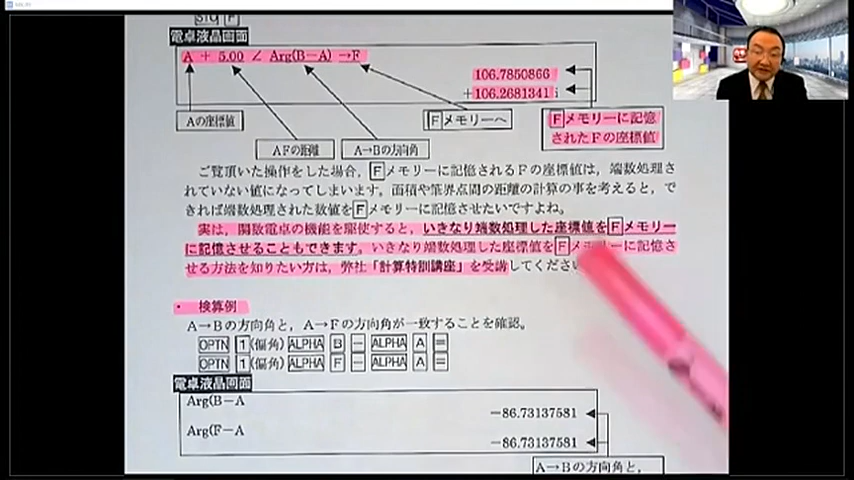 STO F
電卓液晶画面
A + 5.00 ∠ Arg(B−A) →F
106.7850866
+106.2681341 i
Aの座標値
Fメモリーへ
Fメモリーに記憶
されたFの座標値
AFの距離
A→Bの方向角
ご覧頂いた操作をした場合，Fメモリーに記憶されるFの座標値は，端数処理さ
れていない値になってしまいます。面積や筆界点間の距離の計算の事を考えると，で
きれば端数処理された数値をFメモリーに記憶させたいですよね。
実は，関数電卓の機能を駆使すると，いきなり端数処理した座標値をFメモリー
に記憶させることもできます。いきなり端数処理した座標値をFメモリーに記憶さ
せる方法を知りたい方は，弊社「計算特訓講座」を受講してくださ
・ 検算例
A→Bの方向角と，A→Fの方向角が一致することを確認。
OPTN 1(偏角) ALPHA B − ALPHA A =
OPTN 1(偏角) ALPHA F − ALPHA A =
電卓液晶画面
Arg(B−A
−86.73137581
Arg(F−A
−86.73137581
A→Bの方向角と，